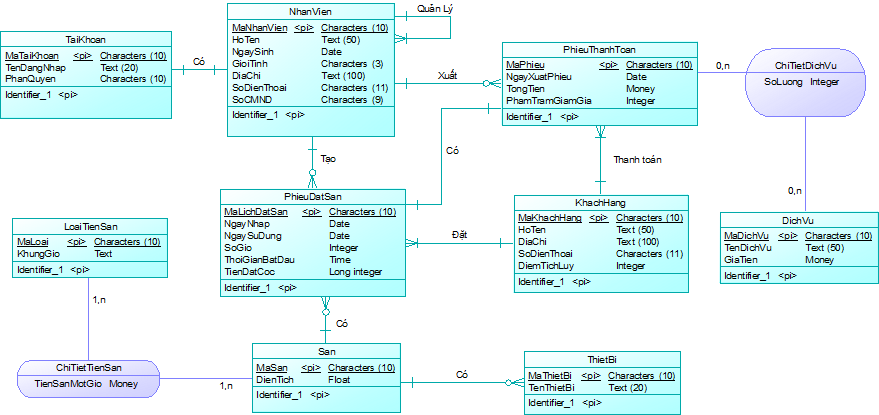 NhanVien
MaNhanVien <pi> Characters (10)
HoTen Text (50)
NgaySinh Date
GioiTinh Characters (3)
DiaChi Text (100)
SoDienThoai Characters (11)
SoCMND Characters (9)
Identifier_1 <pi>
Quản Lý
TaiKhoan
MaTaiKhoan <pi> Characters (10)
TenDangNhap Text (20)
PhanQuyen Characters (10)
Identifier_1 <pi>
Có
PhieuThanhToan
MaPhieu <pi> Characters (10)
NgayXuatPhieu Date
TongTien Money
PhamTramGiamGia Integer
Identifier_1 <pi>
Xuất
0,n
ChiTietDichVu
SoLuong Integer
0,n
Tạo
Có
Thanh toán
PhieuDatSan
MaLichDatSan <pi> Characters (10)
NgayNhap Date
NgaySuDung Date
SoGio Integer
ThoiGianBatDau Time
TienDatCoc Long integer
Identifier_1 <pi>
Đặt
KhachHang
MaKhachHang <pi> Characters (10)
HoTen Text (50)
DiaChi Text (100)
SoDienThoai Characters (11)
DiemTichLuy Integer
Identifier_1 <pi>
DichVu
MaDichVu <pi> Characters (10)
TenDichVu Text (50)
GiaTien Money
Identifier_1 <pi>
LoaiTienSan
MaLoai <pi> Characters (10)
KhungGio Text
Identifier_1 <pi>
1,n
Có
ChiTietTienSan
TienSanMotGio Money
1,n
San
MaSan <pi> Characters (10)
DienTich Float
Identifier_1 <pi>
Có
ThietBi
MaThietBi <pi> Characters (10)
TenThietBi Text (20)
Identifier_1 <pi>